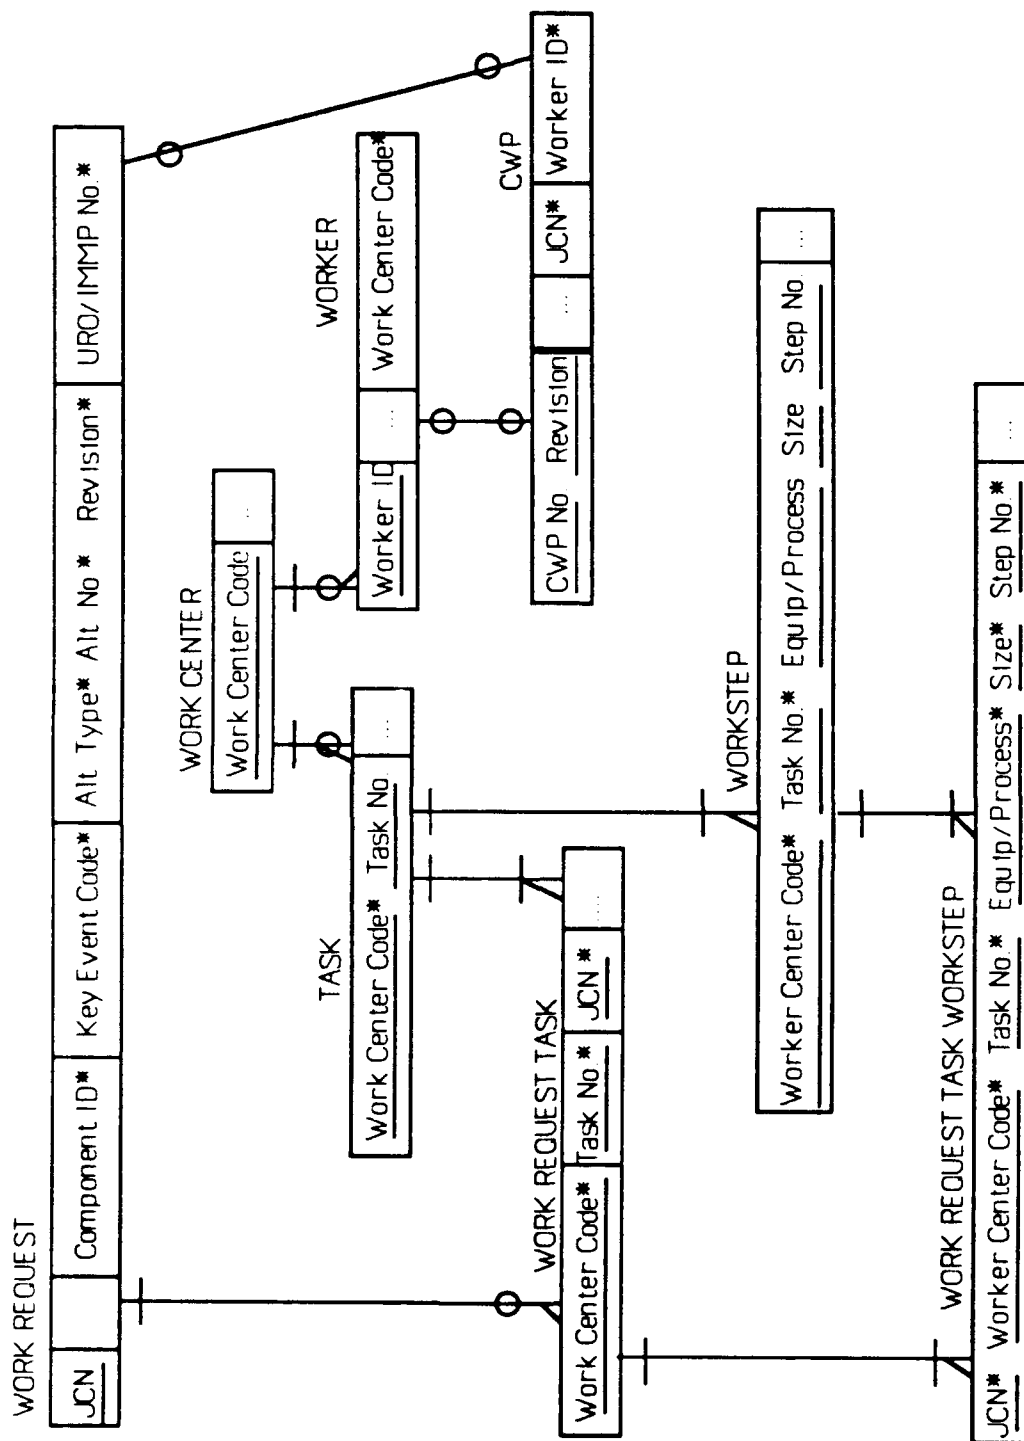 WORK REQUEST
JCN Component ID* Key Event Code* Alt Type* Alt No* Revision* URO/IMMP No.*
WORK CENTER
Work Center Code ...
TASK
Work Center Code* Task No. ...
WORKER
Worker ID ... Work Center Code*
WORK REQUEST TASK
Work Center Code* Task No.* JCN* ....
CWP
CWP No Revision ... JCN* Worker ID*
WORKSTEP
Worker Center Code* Task No.* Equip/Process Size Step No. ...
WORK REQUEST TASK WORKSTEP
JCN* Worker Center Code* Task No.* Equip/Process* Size* Step No.* ...